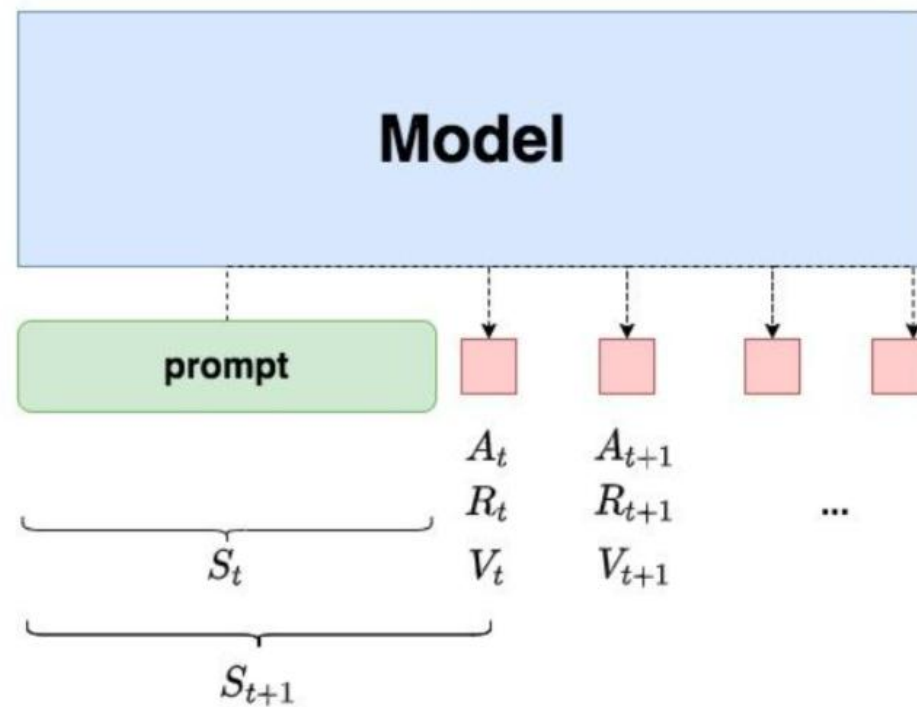 Model
prompt
A_t A_{t+1}
R_t R_{t+1} ...
S_t V_t V_{t+1}
S_{t+1}